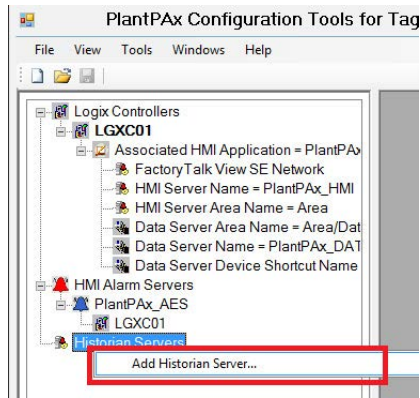 PlantPAx Configuration Tools for Tag
File View Tools Windows Help
Logix Controllers
LGXC01
Associated HMI Application = PlantPAx
FactoryTalk View SE Network
HMI Server Name = PlantPAx_HMI
HMI Server Area Name = Area
Data Server Area Name = Area/Dat
Data Server Name = PlantPAx_DAT
Data Server Device Shortcut Name
HMI Alarm Servers
PlantPAx_AES
LGXC01
Historian Servers
Add Historian Server...